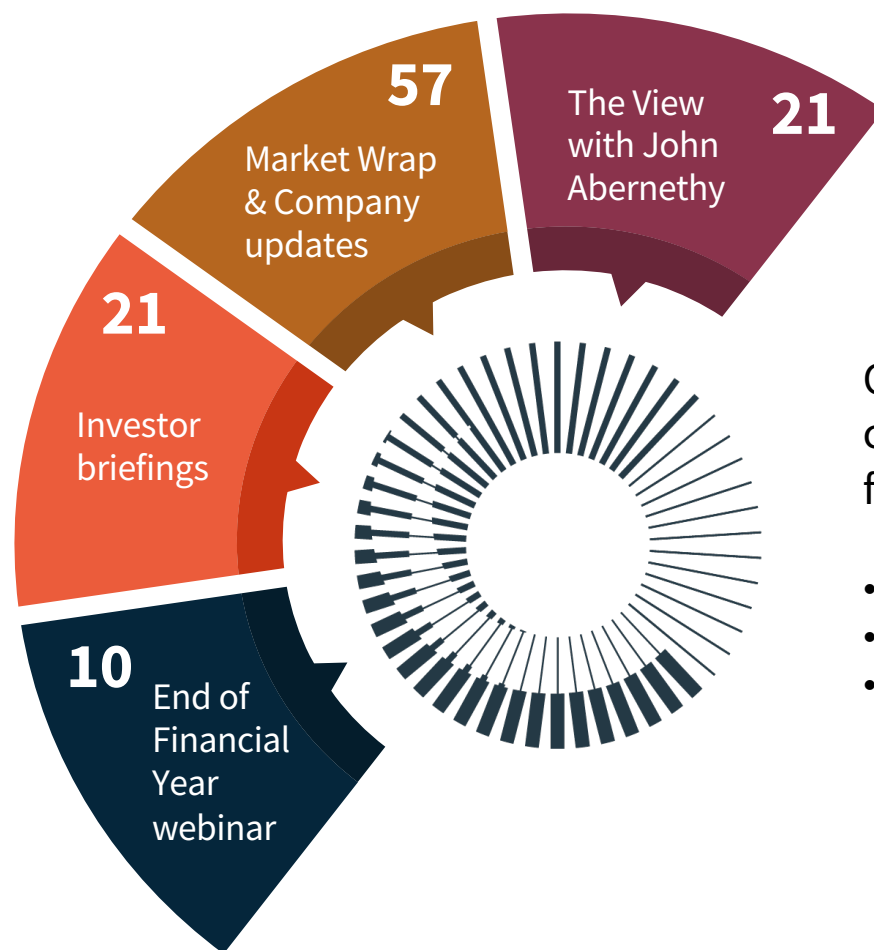 57
Market Wrap
& Company
updates
21
The View
with John
Abernethy
21
Investor
briefings
10
End of
Financial
Year
webinar